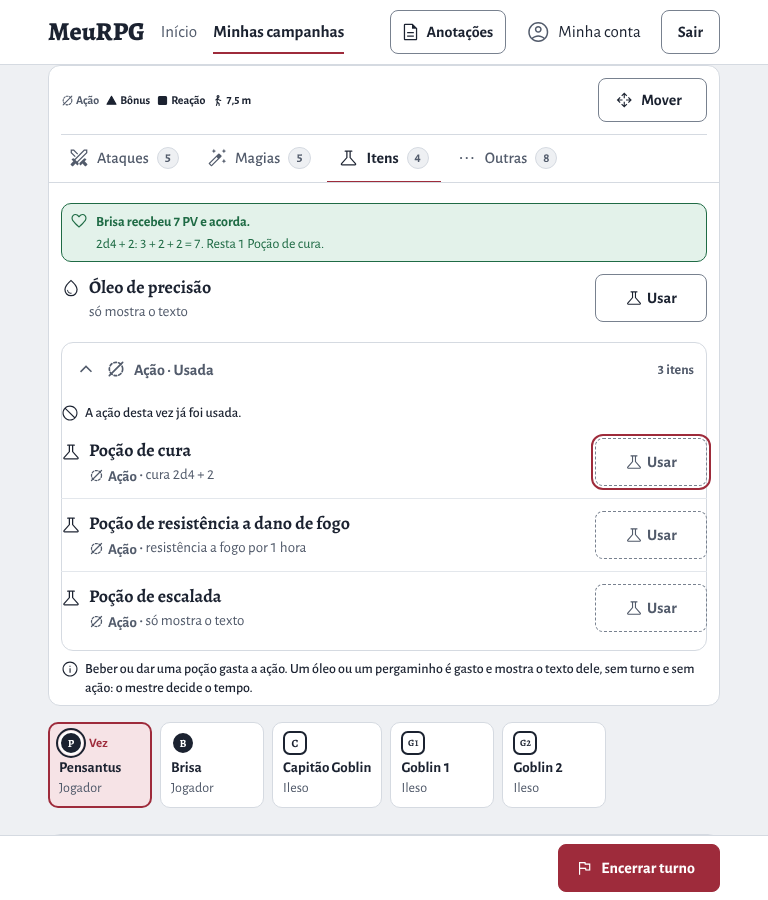 MeuRPG Início Minhas campanhas Anotações Minha conta Sair
Ação Bônus Reação 7,5 m Mover
Ataques 5 Magias 5 Itens 4 Outras 8
Brisa recebeu 7 PV e acorda.
2d4 + 2: 3 + 2 + 2 = 7. Resta 1 Poção de cura.
Óleo de precisão
só mostra o texto
Usar
Ação · Usada 3 itens
A ação desta vez já foi usada.
Poção de cura
Ação · cura 2d4 + 2
Usar
Poção de resistência a dano de fogo
Ação · resistência a fogo por 1 hora
Usar
Poção de escalada
Ação · só mostra o texto
Usar
Beber ou dar uma poção gasta a ação. Um óleo ou um pergaminho é gasto e mostra o texto dele, sem turno e sem
ação: o mestre decide o tempo.
P Vez
Pensantus
Jogador
B
Brisa
Jogador
C
Capitão Goblin
Ileso
G1
Goblin 1
Ileso
G2
Goblin 2
Ileso
Encerrar turno